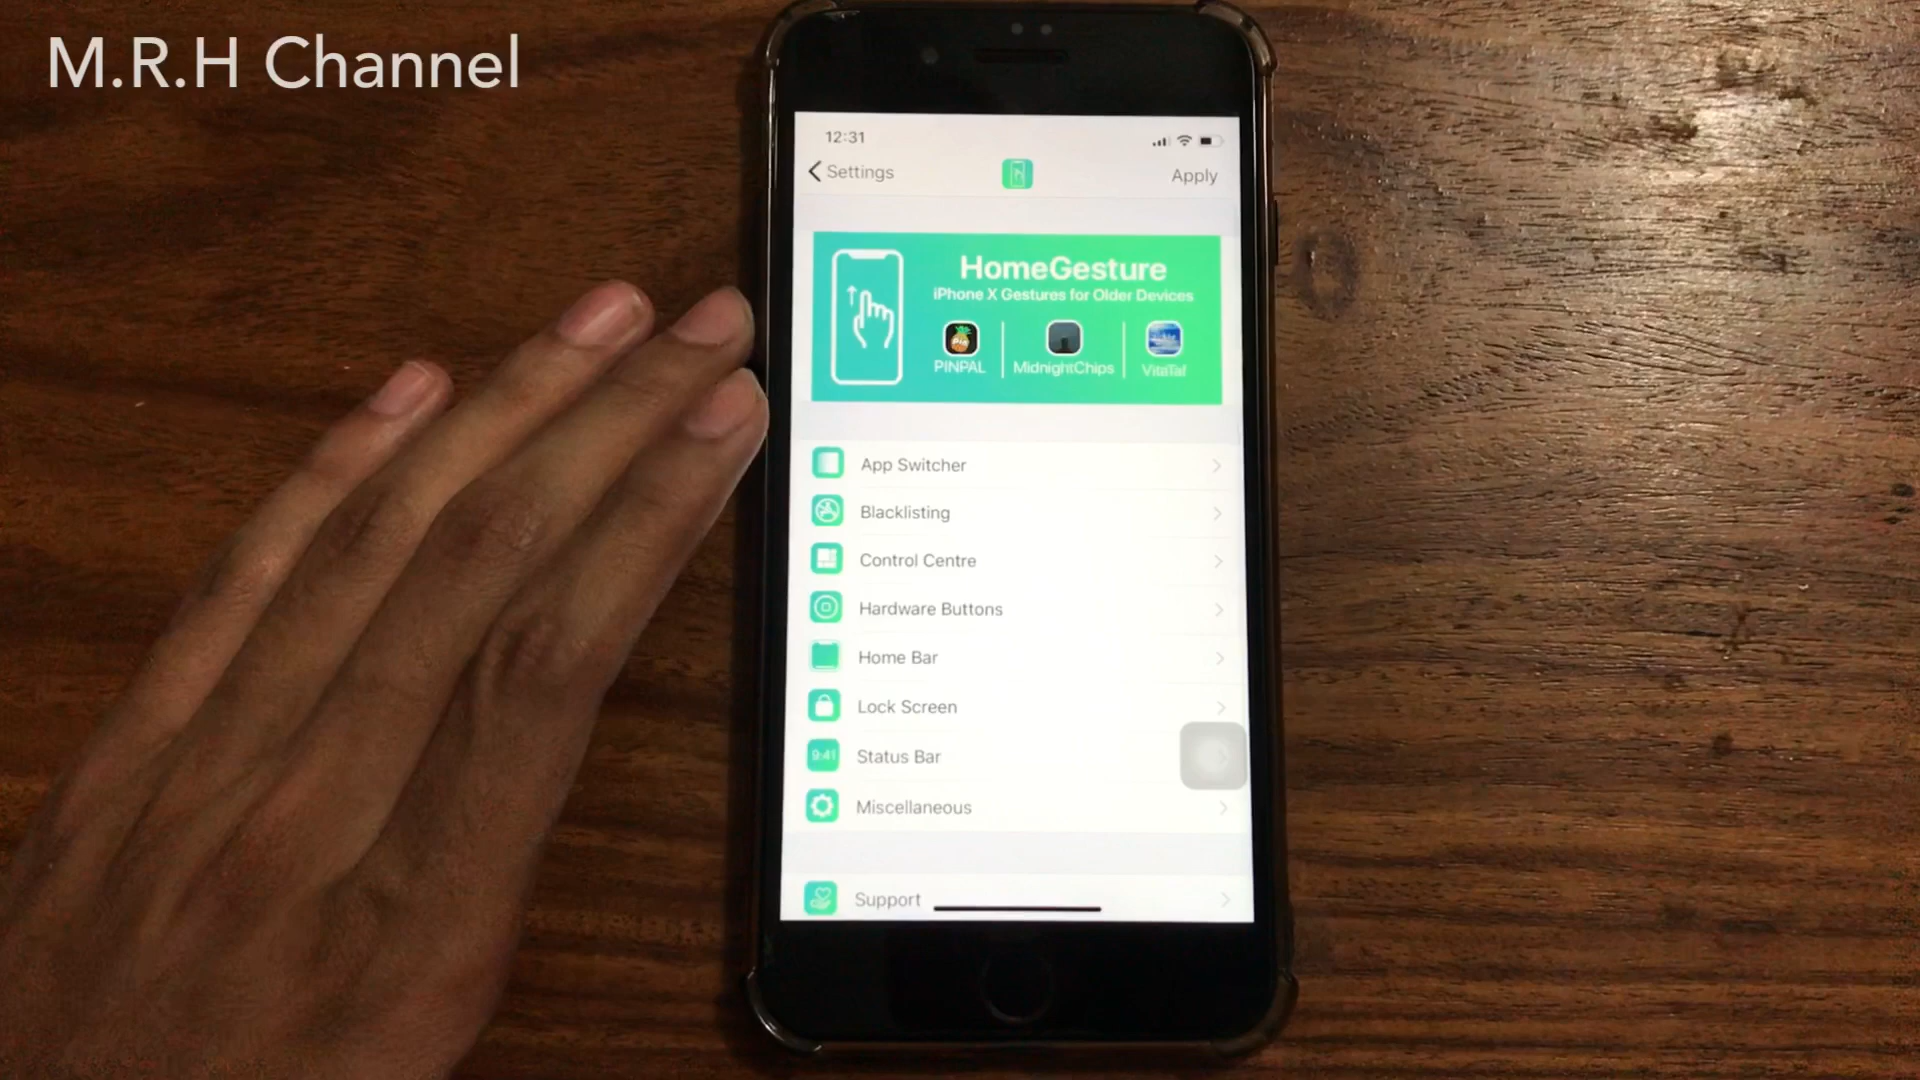 M.R.H Channel
12:31
Settings
Apply
HomeGesture
iPhone X Gestures for Older Devices
PINPAL
MidnightChips
VitaTaf
App Switcher
Blacklisting
Control Centre
Hardware Buttons
Home Bar
Lock Screen
9:41
Status Bar
Miscellaneous
Support